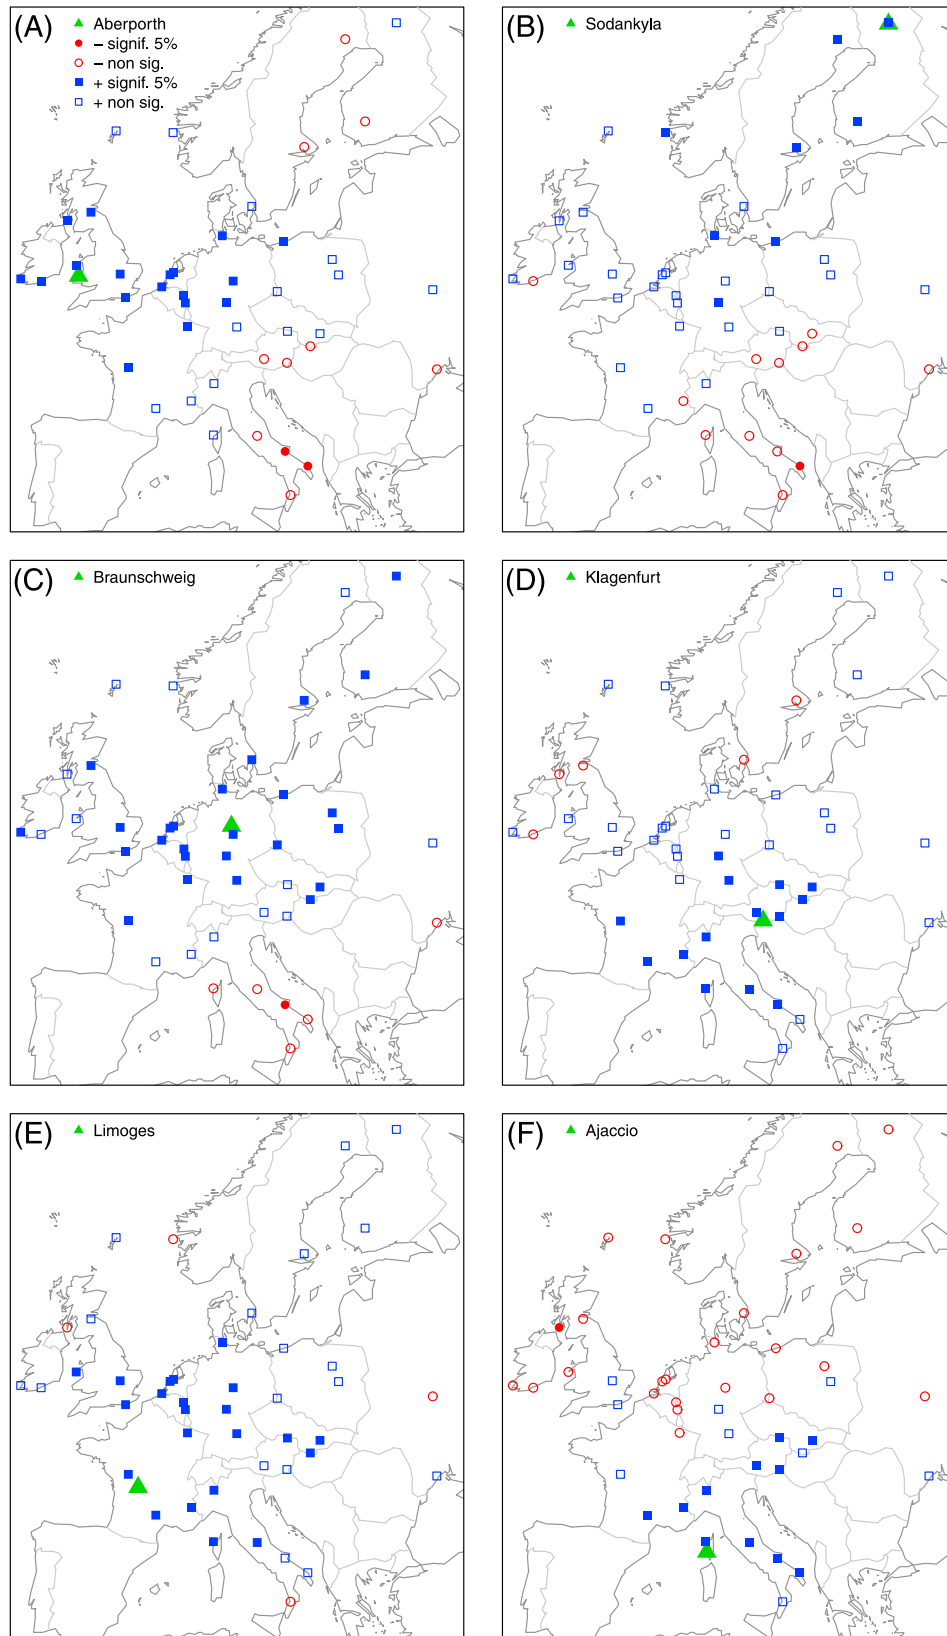 (A) Aberporth
– signif. 5%
– non sig.
+ signif. 5%
+ non sig.
(B) Sodankyla
(C) Braunschweig
(D) Klagenfurt
(E) Limoges
(F) Ajaccio